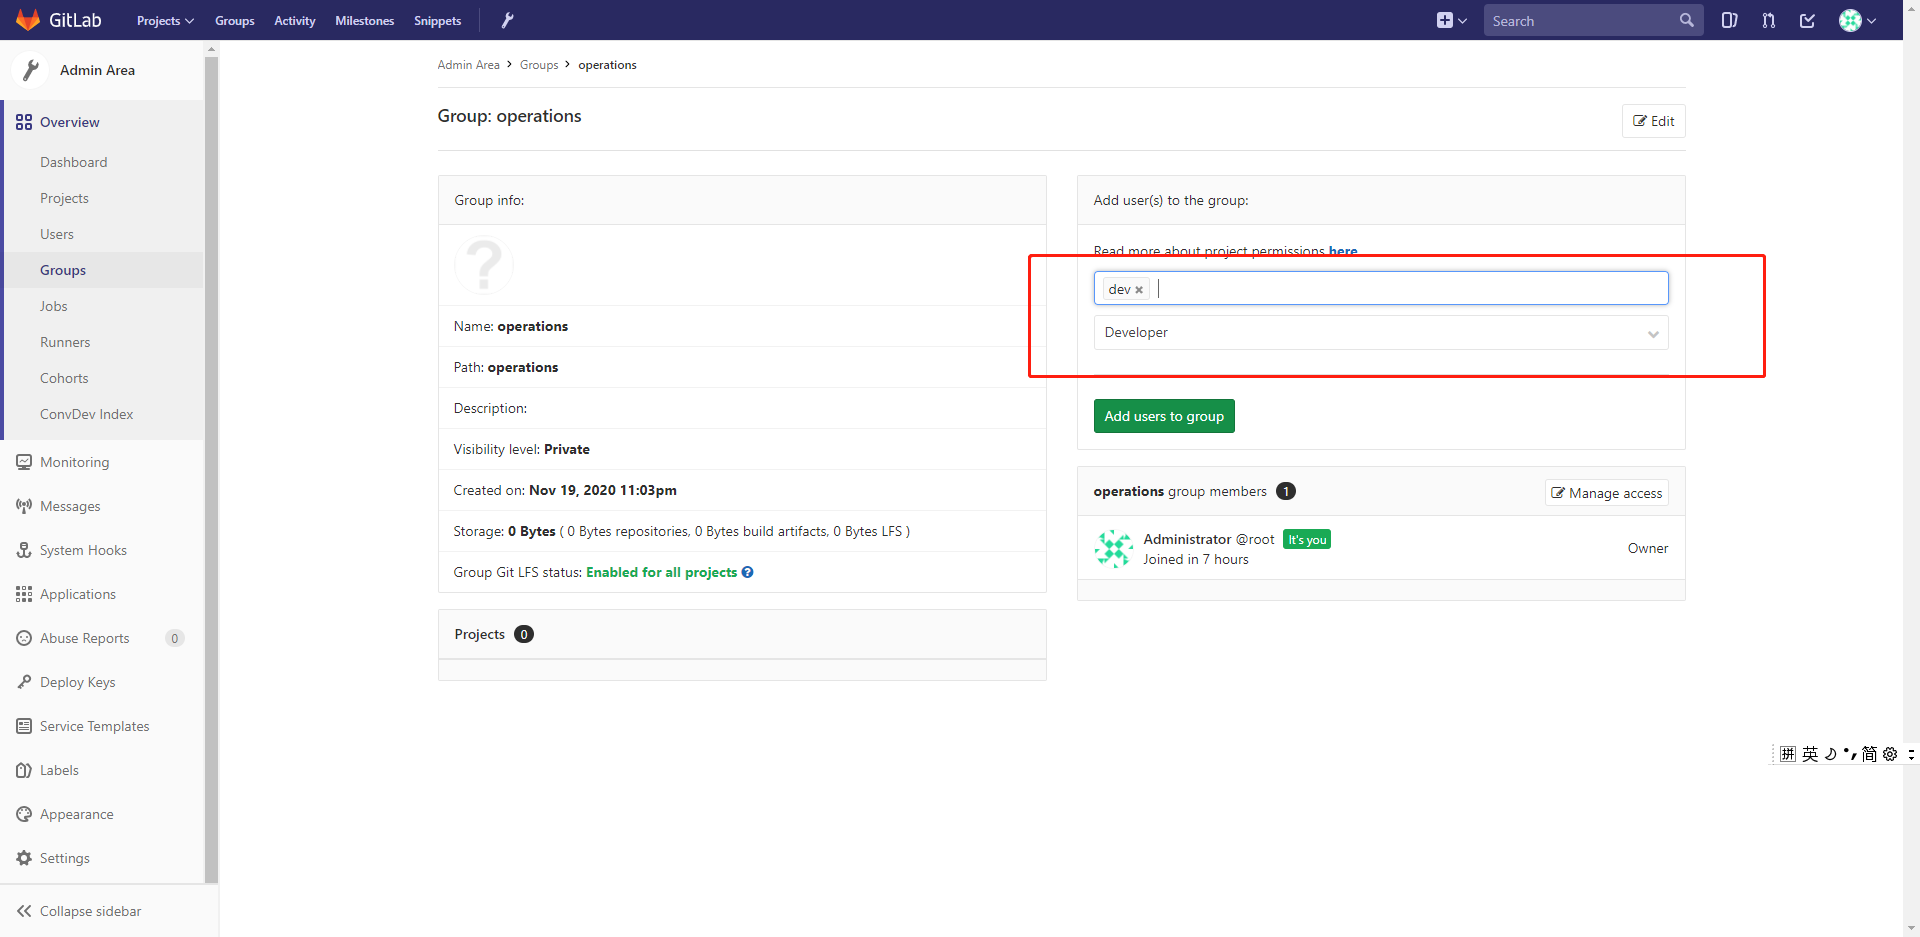 GitLab Projects Groups Activity Milestones Snippets Search
Admin Area
Overview
Dashboard
Projects
Users
Groups
Jobs
Runners
Cohorts
ConvDev Index
Monitoring
Messages
System Hooks
Applications
Abuse Reports 0
Deploy Keys
Service Templates
Labels
Appearance
Settings
Collapse sidebar
Admin Area > Groups > operations
Group: operations
Edit
Group info:
?
Name: operations
Path: operations
Description:
Visibility level: Private
Created on: Nov 19, 2020 11:03pm
Storage: 0 Bytes ( 0 Bytes repositories, 0 Bytes build artifacts, 0 Bytes LFS )
Group Git LFS status: Enabled for all projects ?
Projects 0
Add user(s) to the group:
Read more about project permissions here
dev ×
Developer
Add users to group
operations group members 1
Manage access
Administrator @root It's you
Joined in 7 hours
Owner
拼 英 简